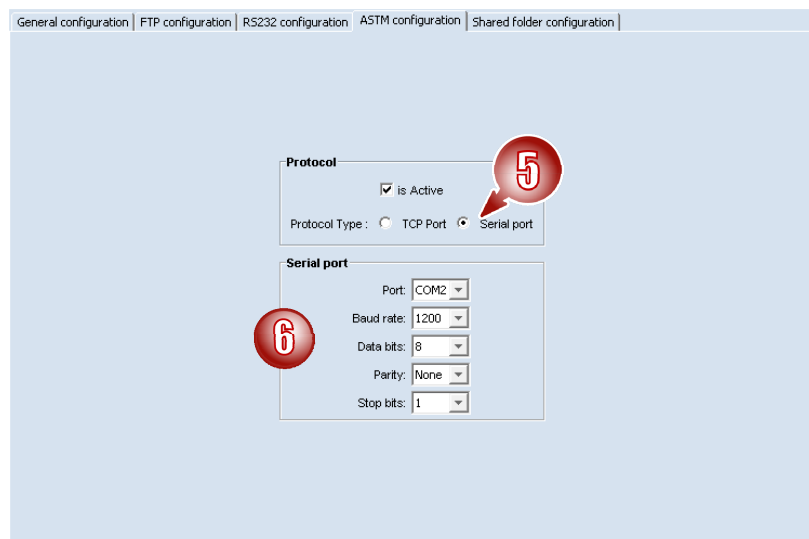 General configuration FTP configuration RS232 configuration ASTM configuration Shared folder configuration
Protocol
5
is Active
Protocol Type : TCP Port Serial port
Serial port
Port: COM2
Baud rate: 1200
6
Data bits: 8
Parity: None
Stop bits: 1